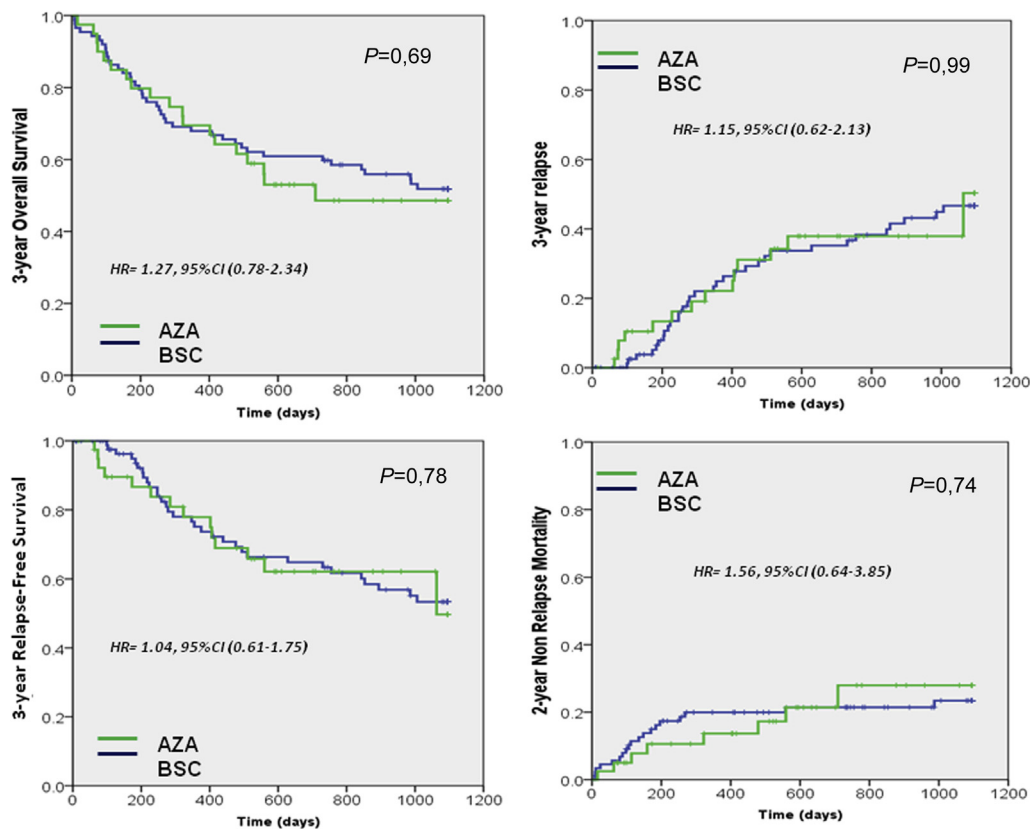 3-year Overall Survival
1.0
0.8
0.6
0.4
0.2
0.0
P=0,69
HR= 1.27, 95%CI (0.78-2.34)
AZA
BSC
0 200 400 600 800 1000 1200
Time (days)
3-year relapse
1.0
0.8
0.6
0.4
0.2
0.0
AZA
BSC
P=0,99
HR= 1.15, 95%CI (0.62-2.13)
0 200 400 600 800 1000 1200
Time (days)
3-year Relapse-Free Survival
1.0
0.8
0.6
0.4
0.2
0.0
P=0,78
HR= 1.04, 95%CI (0.61-1.75)
AZA
BSC
0 200 400 600 800 1000 1200
Time (days)
2-year Non Relapse Mortality
1.0
0.8
0.6
0.4
0.2
0.0
AZA
BSC
P=0,74
HR= 1.56, 95%CI (0.64-3.85)
0 200 400 600 800 1000 1200
Time (days)